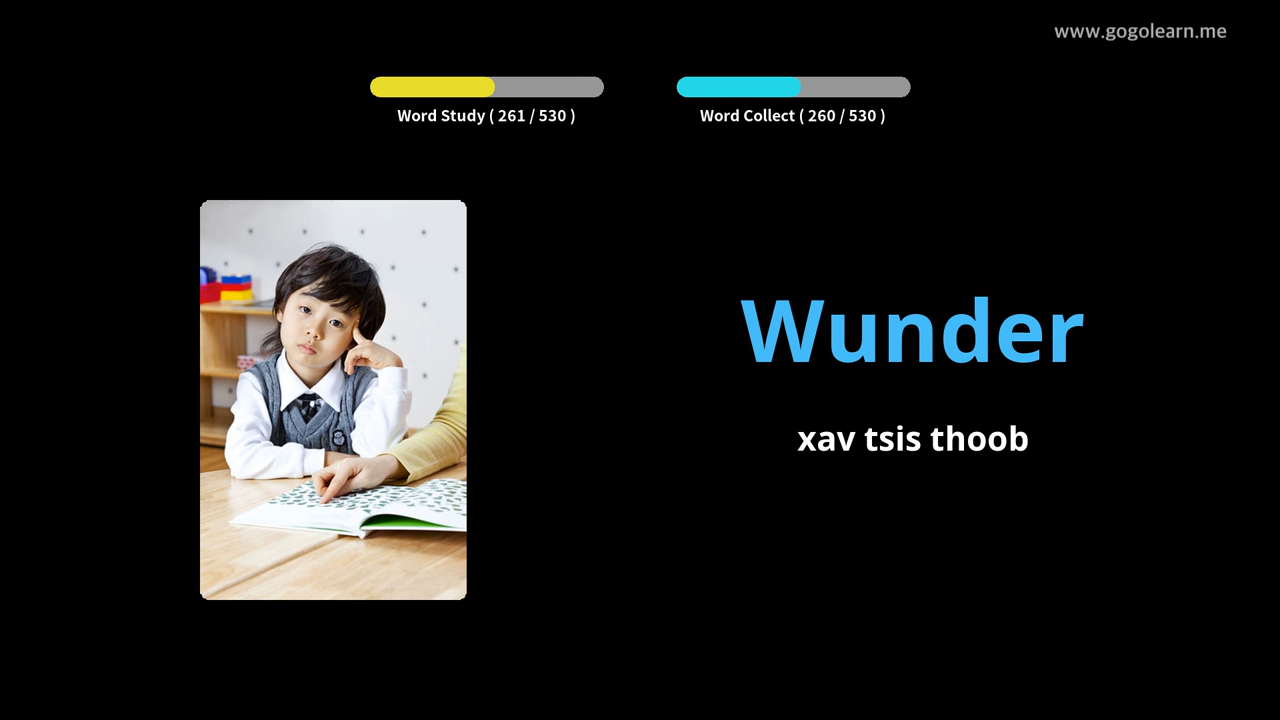 www.gogolearn.me
Word Study ( 261 / 530 )
Word Collect ( 260 / 530 )
Wunder
xav tsis thoob